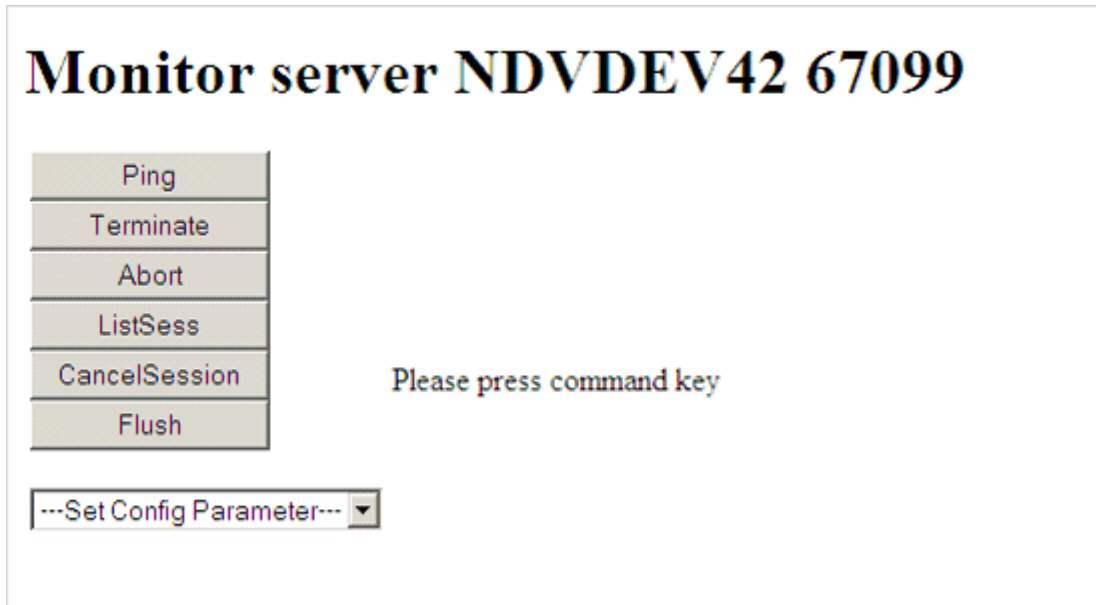 Monitor server NDVDEV42 67099
Ping
Terminate
Abort
ListSess
CancelSession
Please press command key
Flush
---Set Config Parameter---